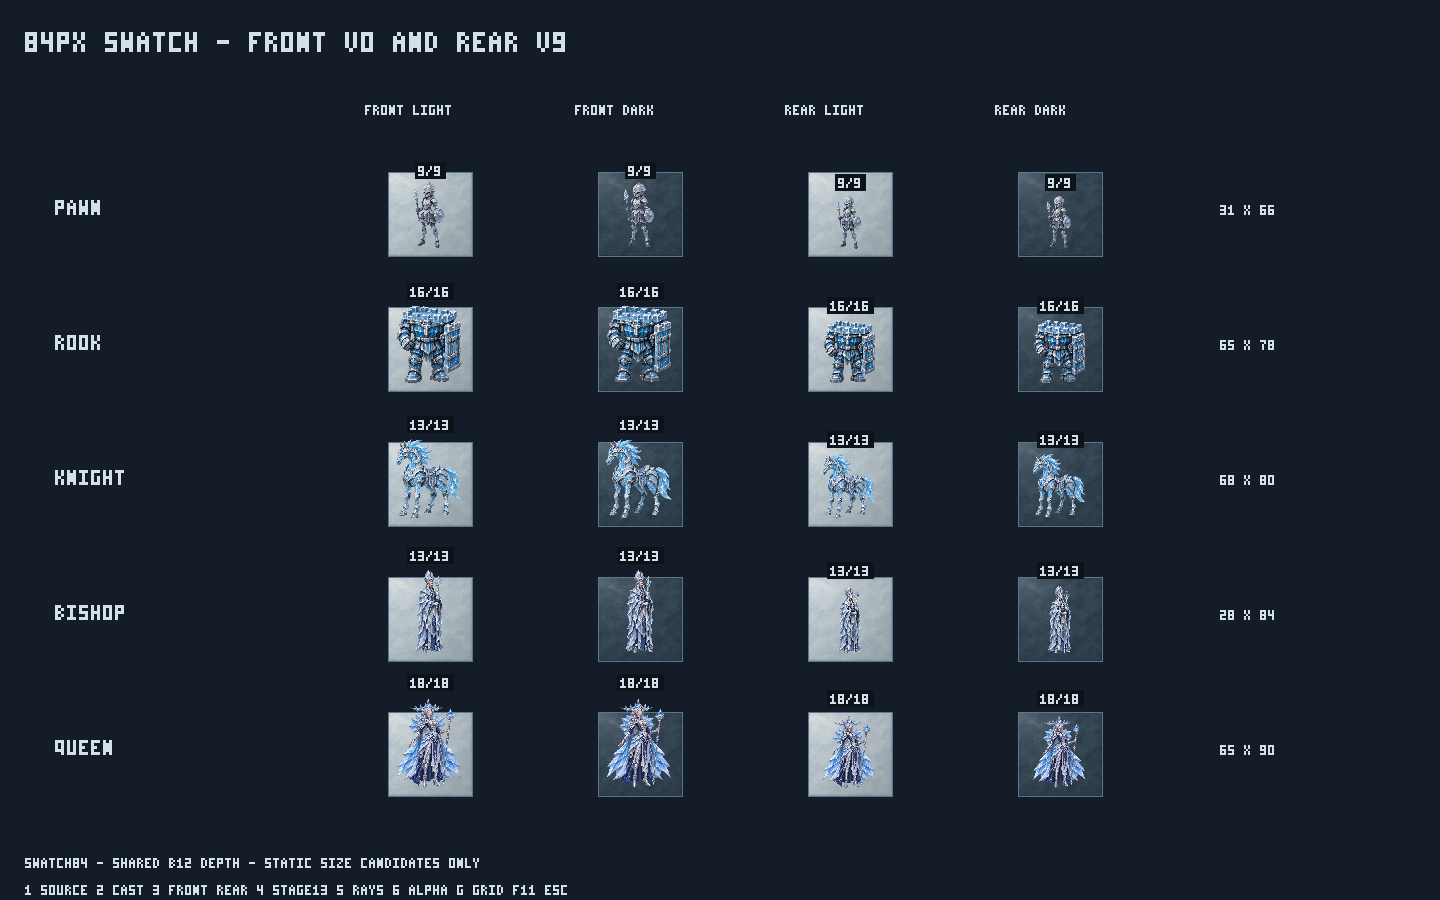 84PX SWATCH - FRONT V0 AND REAR V9
FRONT LIGHT FRONT DARK REAR LIGHT REAR DARK
PAWN 9/9 9/9 9/9 9/9 31 X 66
ROOK 16/16 16/16 16/16 16/16 65 X 78
KNIGHT 13/13 13/13 13/13 13/13 68 X 80
BISHOP 13/13 13/13 13/13 13/13 28 X 84
QUEEN 18/18 18/18 18/18 18/18 65 X 90
SWATCH84 - SHARED B12 DEPTH - STATIC SIZE CANDIDATES ONLY
1 SOURCE 2 CAST 3 FRONT REAR 4 STAGE13 5 RAYS 6 ALPHA G GRID F11 ESC